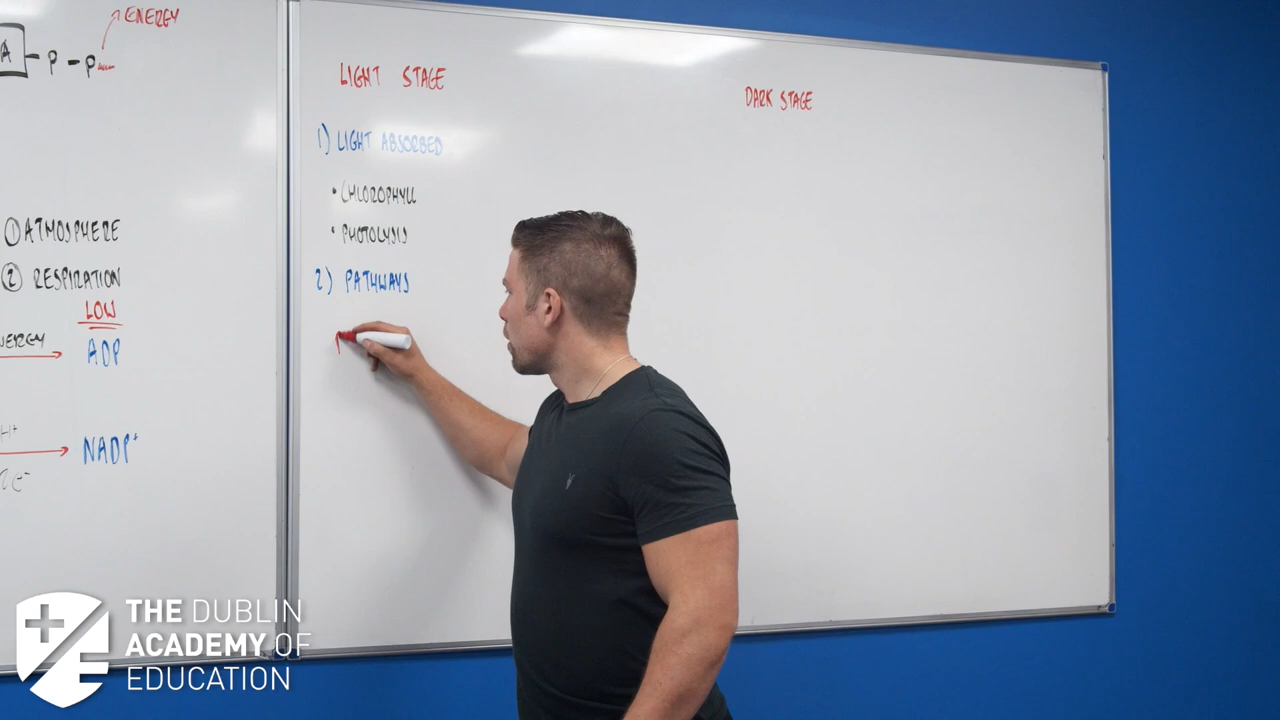 ENERGY
A - P - P
① ATMOSPHERE
② RESPIRATION
LOW
ADP
NADP⁺
LIGHT STAGE
1) LIGHT ABSORBED
• CHLOROPHYLL
• PHOTOLYSIS
2) PATHWAYS
DARK STAGE
THE DUBLIN
ACADEMY OF
EDUCATION